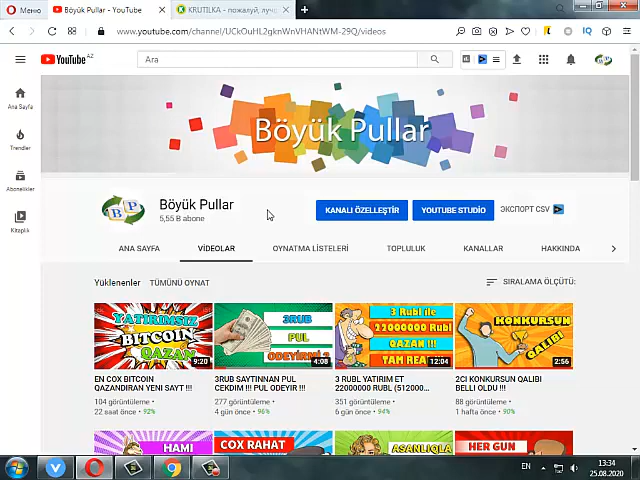 Меню
Böyük Pullar - YouTube
KRUTILKA - пожалуй, лучш
www.youtube.com/channel/UCkOuHL2gknWnVHANtWM-29Q/videos
YouTube AZ
Ara
Böyük Pullar
Ana Sayfa
Trendler
Abonelikler
Kitaplık
BP
Böyük Pullar
5,55 B abone
KANALI ÖZELLEŞTİR
YOUTUBE STUDIO
ЭКСПОРТ CSV
ANA SAYFA
VİDEOLAR
OYNATMA LİSTELERİ
TOPLULUK
KANALLAR
HAKKINDA
Yüklenenler
TÜMÜNÜ OYNAT
SIRALAMA ÖLÇÜTÜ:
YATIRIMSIZ
BITCOIN
QAZAN
9:20
3RUB
PUL
ODEYIRMI ?
4:08
3 Rubl ile
22000000 Rubl
QAZAN !!!
TAM REA
12:04
KONKURSUN
QALIBI
2:56
EN COX BITCOIN
QAZANDIRAN YENI SAYT !!!
104 görüntüleme •
22 saat önce • 92%
3RUB SAYTINNAN PUL
CEKDIM !!! PUL ODEYIR !!!
277 görüntüleme •
4 gün önce • 96%
3 RUBL YATIRIM ET
22000000 RUBL (512000...
351 görüntüleme •
6 gün önce • 94%
2CI KONKURSUN QALIBI
BELLI OLDU !!!
88 görüntüleme •
1 hafta önce • 90%
HAMI
COX RAHAT
ASANLIQLA
HER GUN
EN
13:34
25.08.2020